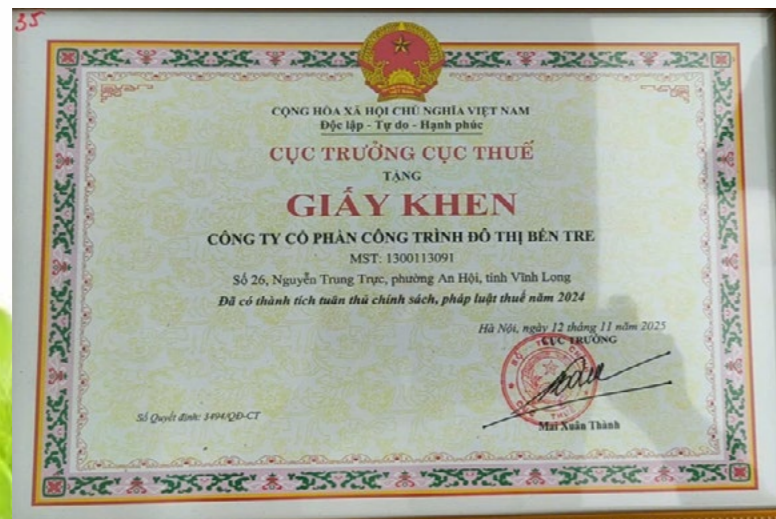 35
CỘNG HÒA XÃ HỘI CHỦ NGHĨA VIỆT NAM
Độc lập - Tự do - Hạnh phúc
CỤC TRƯỞNG CỤC THUẾ
TẶNG
GIẤY KHEN
CÔNG TY CỔ PHẦN CÔNG TRÌNH ĐÔ THỊ BẾN TRE
MST: 1300113091
Số 26, Nguyễn Trung Trực, phường An Hội, tỉnh Vĩnh Long
Đã có thành tích tuân thủ chính sách, pháp luật thuế năm 2024
Hà Nội, ngày 12 tháng 11 năm 2025
CỤC TRƯỞNG
Số Quyết định: 3494/QĐ-CT
Mai Xuân Thành